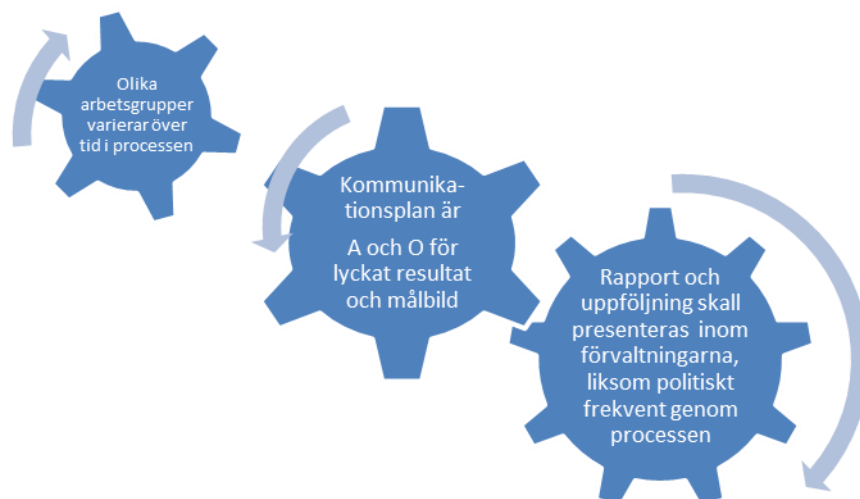 Olika
arbetsgrupper
varierar över
tid i processen
Kommunika-
tionsplan är
A och O för
lyckat resultat
och målbild
Rapport och
uppföljning skall
presenteras inom
förvaltningarna,
liksom politiskt
frekvent genom
processen